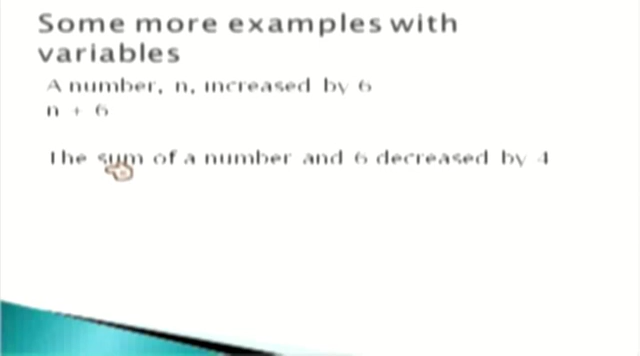 Some more examples with
variables
A number, n, increased by 6
n + 6
The sum of a number and 6 decreased by 4